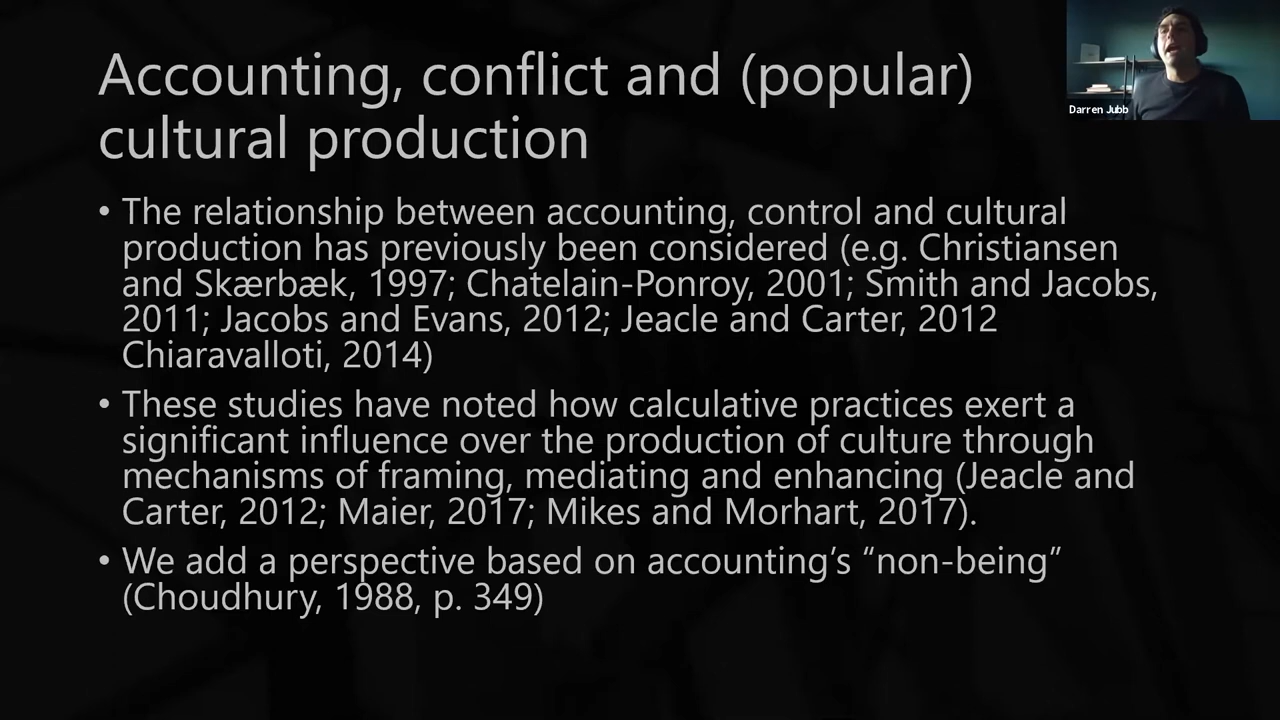 Accounting, conflict and (popular)
cultural production
• The relationship between accounting, control and cultural
production has previously been considered (e.g. Christiansen
and Skærbæk, 1997; Chatelain-Ponroy, 2001; Smith and Jacobs,
2011; Jacobs and Evans, 2012; Jeacle and Carter, 2012
Chiaravalloti, 2014)
• These studies have noted how calculative practices exert a
significant influence over the production of culture through
mechanisms of framing, mediating and enhancing (Jeacle and
Carter, 2012; Maier, 2017; Mikes and Morhart, 2017).
• We add a perspective based on accounting’s “non-being”
(Choudhury, 1988, p. 349)
Darren Jubb